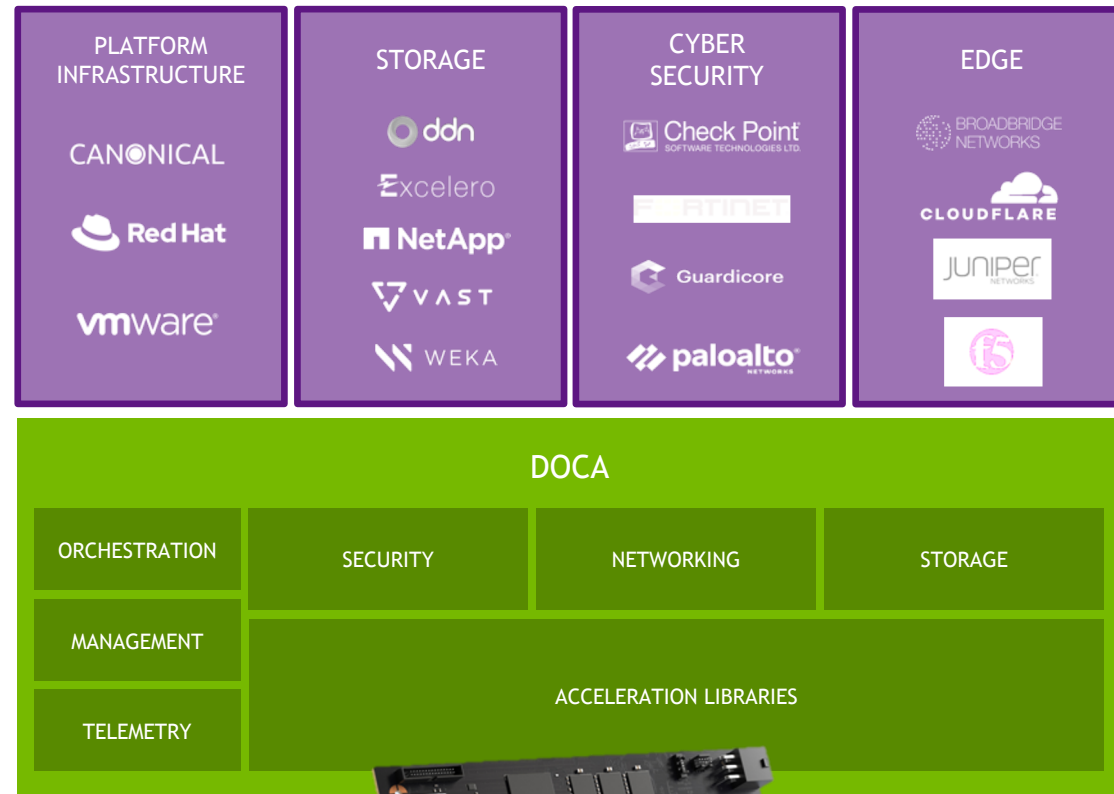 PLATFORM
INFRASTRUCTURE
CANONICAL
Red Hat
vmware®
STORAGE
ddn
Excelero
NetApp®
VAST
WEKA
CYBER
SECURITY
Check Point
SOFTWARE TECHNOLOGIES LTD.
F RTINET
Guardicore
paloalto®
NETWORKS
EDGE
BROADBRIDGE
NETWORKS
CLOUDFLARE
JUNIPER
NETWORKS
f5
DOCA
ORCHESTRATION
MANAGEMENT
TELEMETRY
SECURITY
NETWORKING
STORAGE
ACCELERATION LIBRARIES